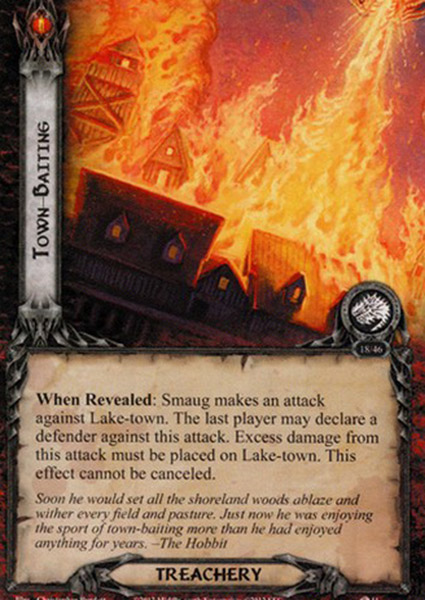 TOWN-BAITING
18/46
When Revealed: Smaug makes an attack
against Lake-town. The last player may declare a
defender against this attack. Excess damage from
this attack must be placed on Lake-town. This
effect cannot be canceled.
Soon he would set all the shoreland woods ablaze and
wither every field and pasture. Just now he was enjoying
the sport of town-baiting more than he had enjoyed
anything for years. –The Hobbit
TREACHERY